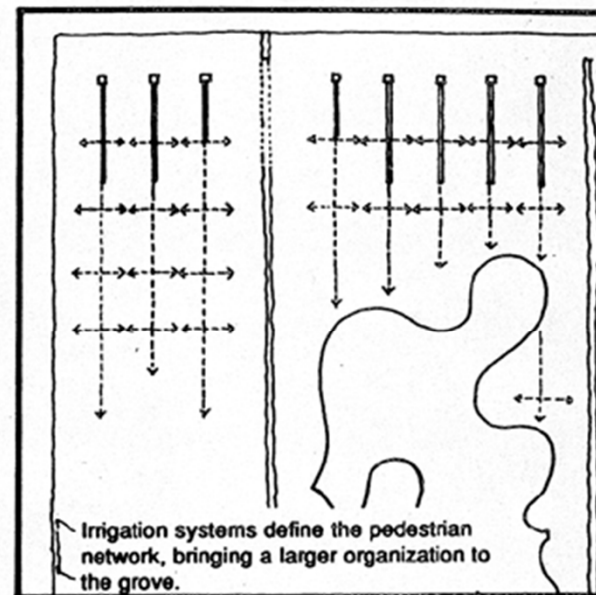 Irrigation systems define the pedestrian
network, bringing a larger organization to
the grove.